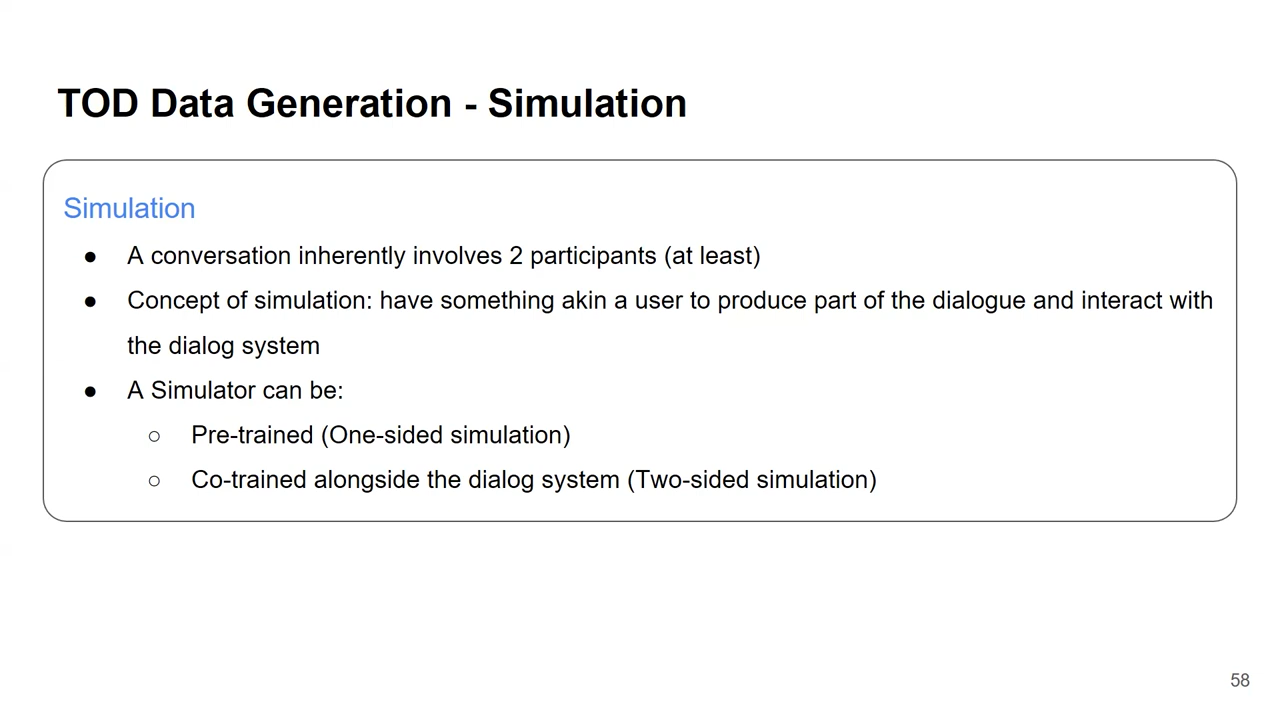 TOD Data Generation - Simulation
Simulation
● A conversation inherently involves 2 participants (at least)
● Concept of simulation: have something akin a user to produce part of the dialogue and interact with
the dialog system
● A Simulator can be:
○ Pre-trained (One-sided simulation)
○ Co-trained alongside the dialog system (Two-sided simulation)
58